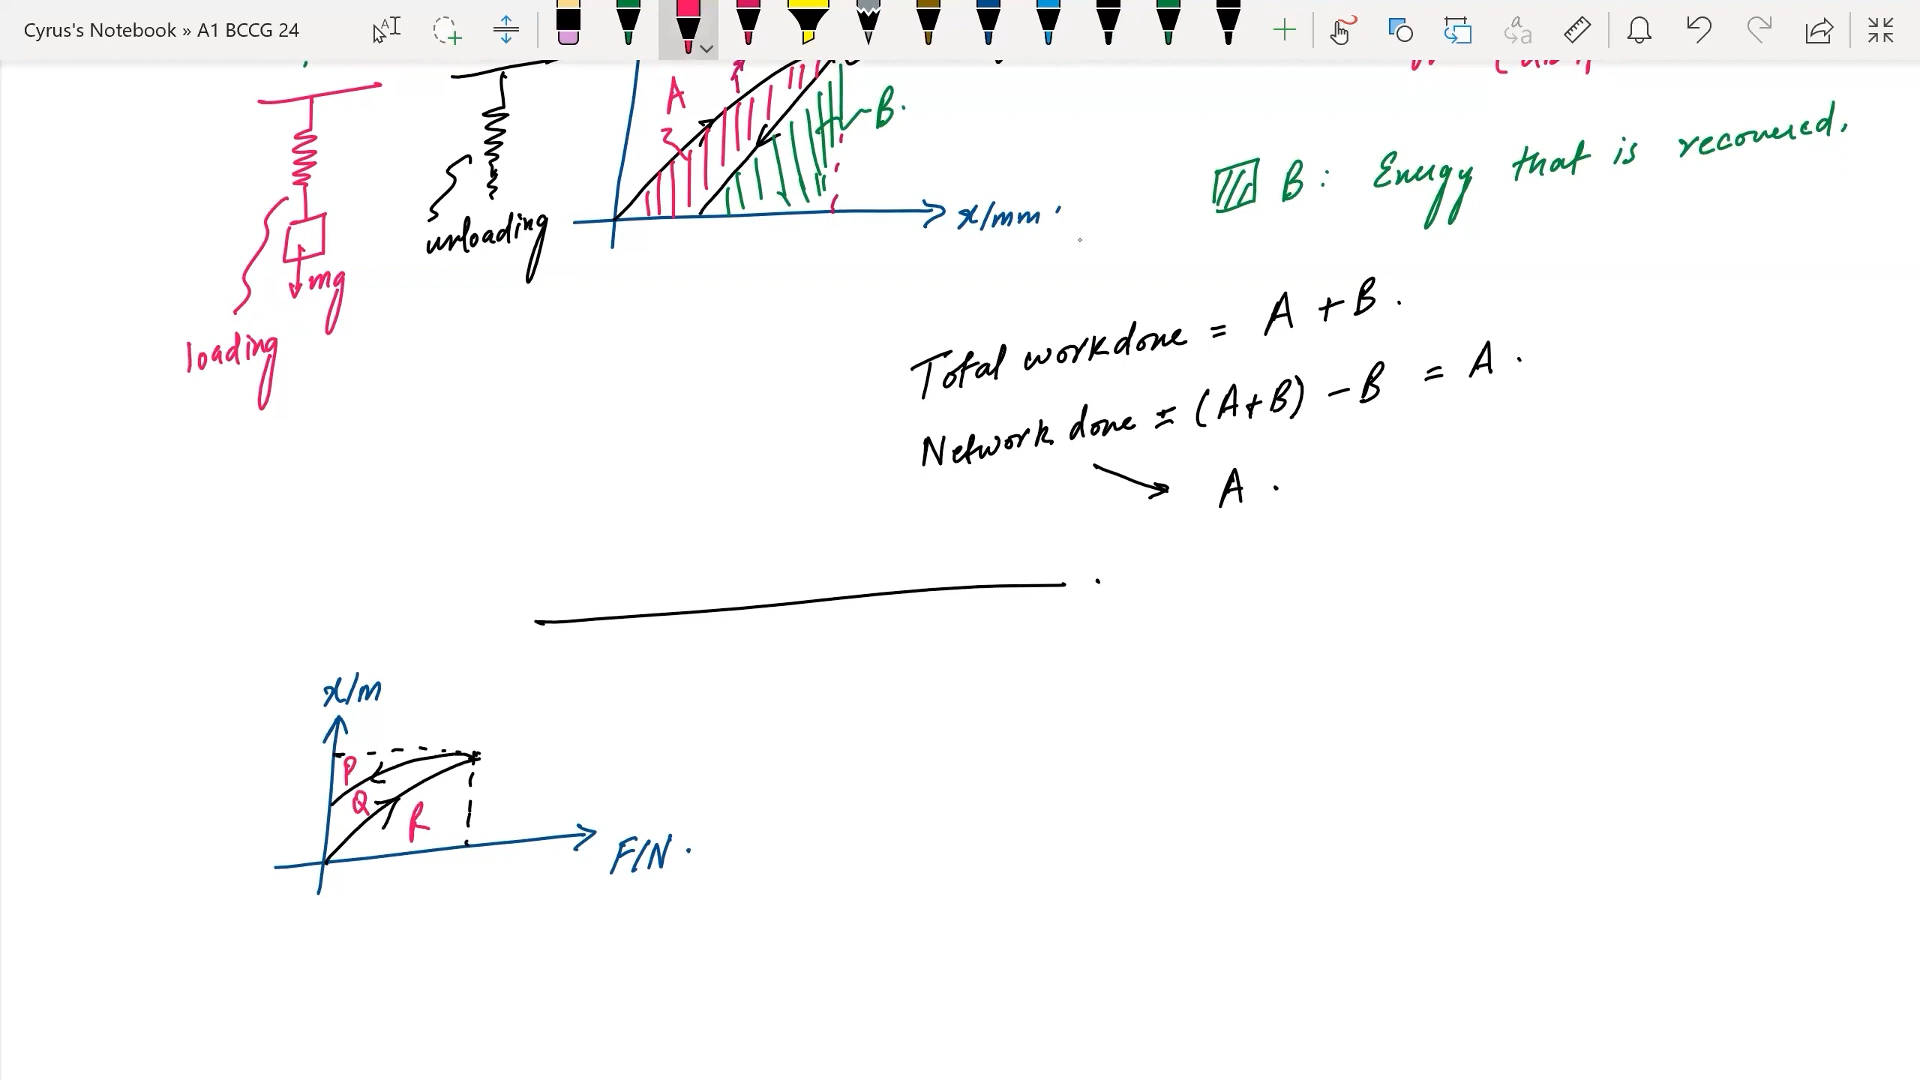 Cyrus's Notebook » A1 BCCG 24
A
B.
x/mm
unloading
mg
loading
B: Energy that is recovered.
Total workdone = A + B.
Network done = (A+B) - B = A.
A.
x/m
P
Q
R
F/N.